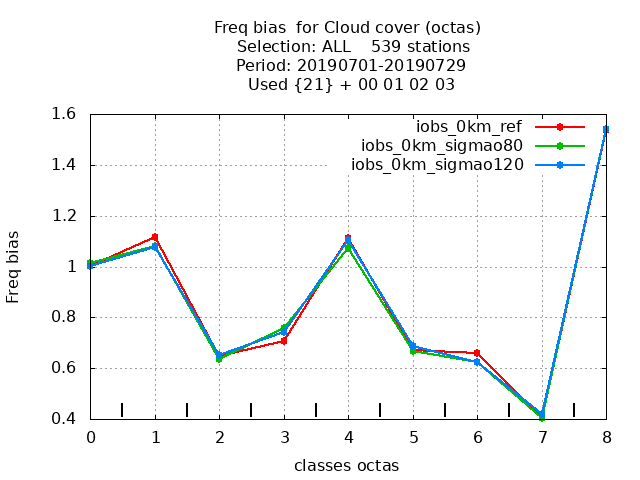 Freq bias  for Cloud cover (octas)
Selection: ALL    539 stations
Period: 20190701-20190729
Used {21} + 00 01 02 03
iobs_0km_ref
iobs_0km_sigmao80
iobs_0km_sigmao120
Freq bias
1.6
1.4
1.2
1
0.8
0.6
0.4
0 1 2 3 4 5 6 7 8
classes octas